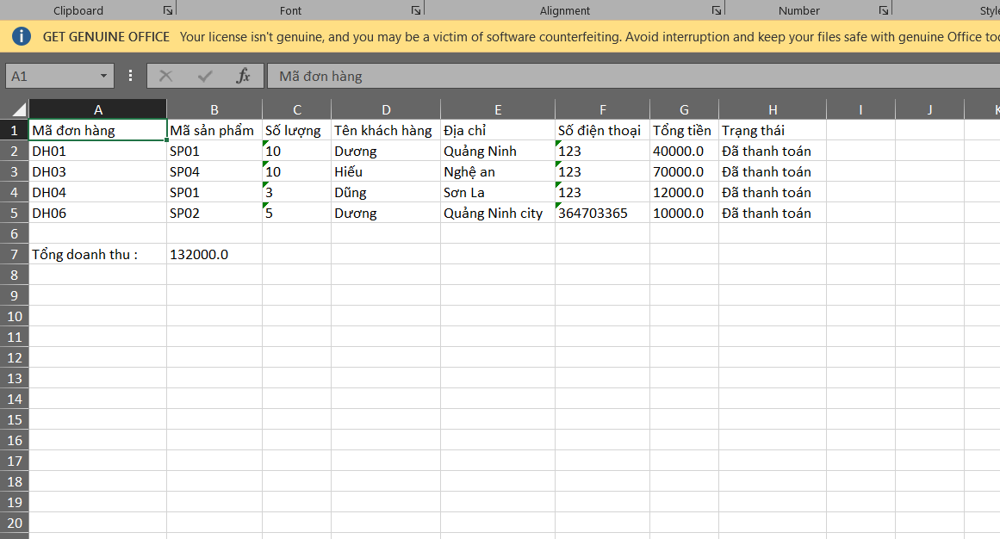 Clipboard Font Alignment Number
GET GENUINE OFFICE Your license isn't genuine, and you may be a victim of software counterfeiting. Avoid interruption and keep your files safe with genuine Office
A1 fx Mã đơn hàng
A B C D E F G H I J K
1 Mã đơn hàng Mã sản phẩm Số lượng Tên khách hàng Địa chỉ Số điện thoại Tổng tiền Trạng thái
2 DH01 SP01 10 Dương Quảng Ninh 123 40000.0 Đã thanh toán
3 DH03 SP04 10 Hiếu Nghệ an 123 70000.0 Đã thanh toán
4 DH04 SP01 3 Dũng Sơn La 123 12000.0 Đã thanh toán
5 DH06 SP02 5 Dương Quảng Ninh city 364703365 10000.0 Đã thanh toán
6
7 Tổng doanh thu : 132000.0
8
9
10
11
12
13
14
15
16
17
18
19
20